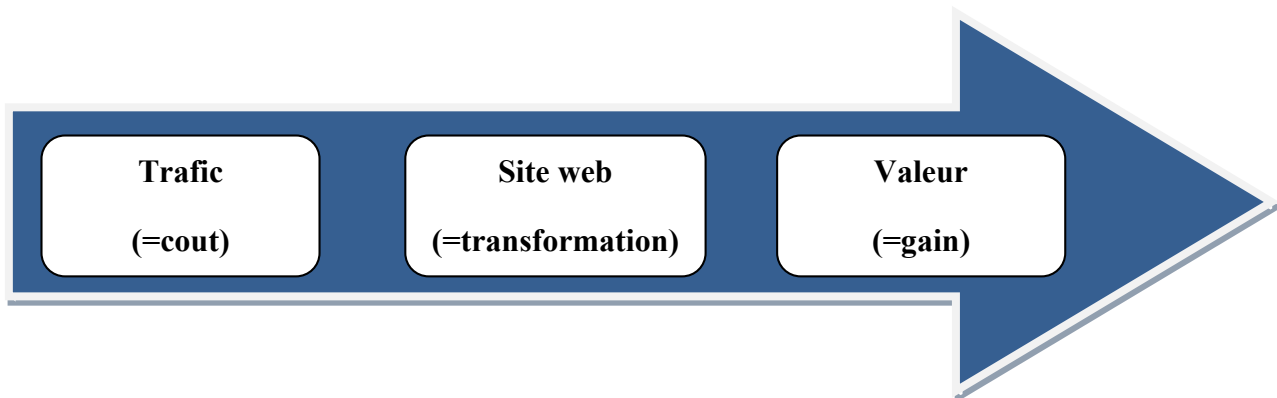 Trafic
(=cout)
Site web
(=transformation)
Valeur
(=gain)